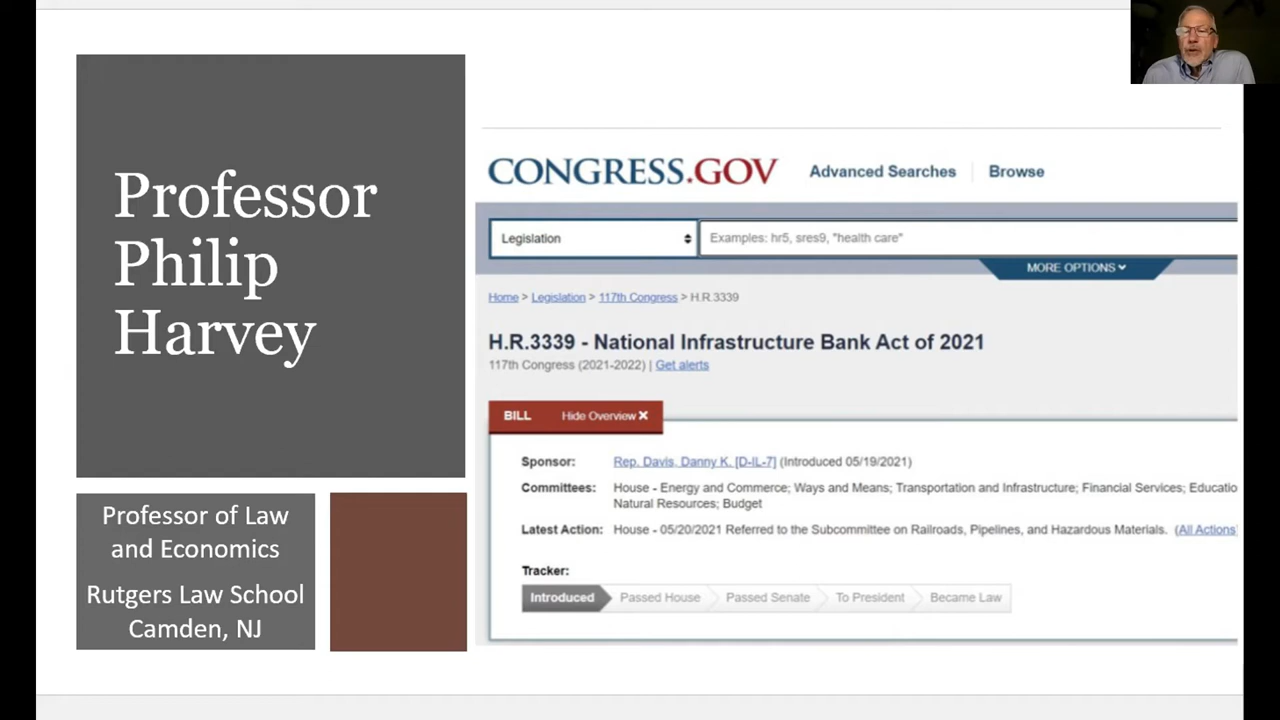 Professor
Philip
Harvey
Professor of Law
and Economics
Rutgers Law School
Camden, NJ
CONGRESS.GOV
Advanced Searches
Browse
Legislation
Examples: hr5, sres9, "health care"
MORE OPTIONS
Home > Legislation > 117th Congress > H.R.3339
H.R.3339 - National Infrastructure Bank Act of 2021
117th Congress (2021-2022) | Get alerts
BILL Hide Overview ×
Sponsor: Rep. Davis, Danny K. [D-IL-7] (Introduced 05/19/2021)
Committees: House - Energy and Commerce; Ways and Means; Transportation and Infrastructure; Financial Services; Educatio
Natural Resources; Budget
Latest Action: House - 05/20/2021 Referred to the Subcommittee on Railroads, Pipelines, and Hazardous Materials. (All Actions
Tracker:
Introduced Passed House Passed Senate To President Became Law